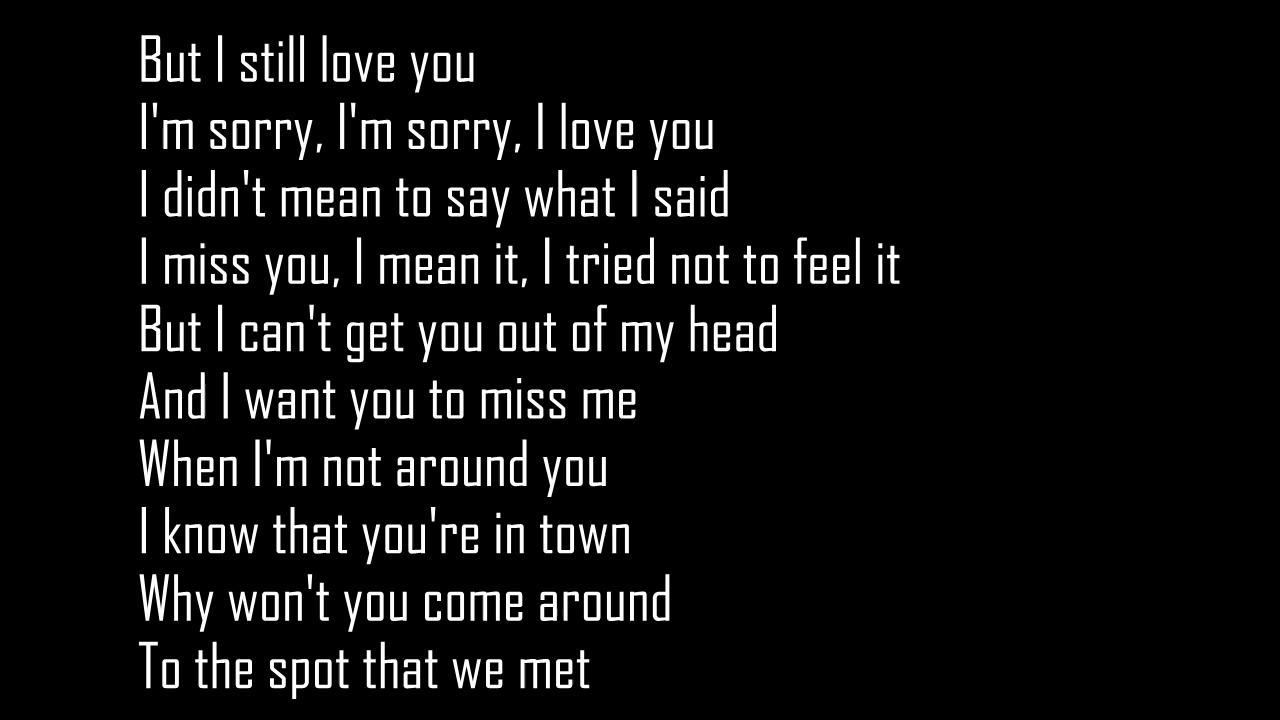 But I still love you
I'm sorry, I'm sorry, I love you
I didn't mean to say what I said
I miss you, I mean it, I tried not to feel it
But I can't get you out of my head
And I want you to miss me
When I'm not around you
I know that you're in town
Why won't you come around
To the spot that we met